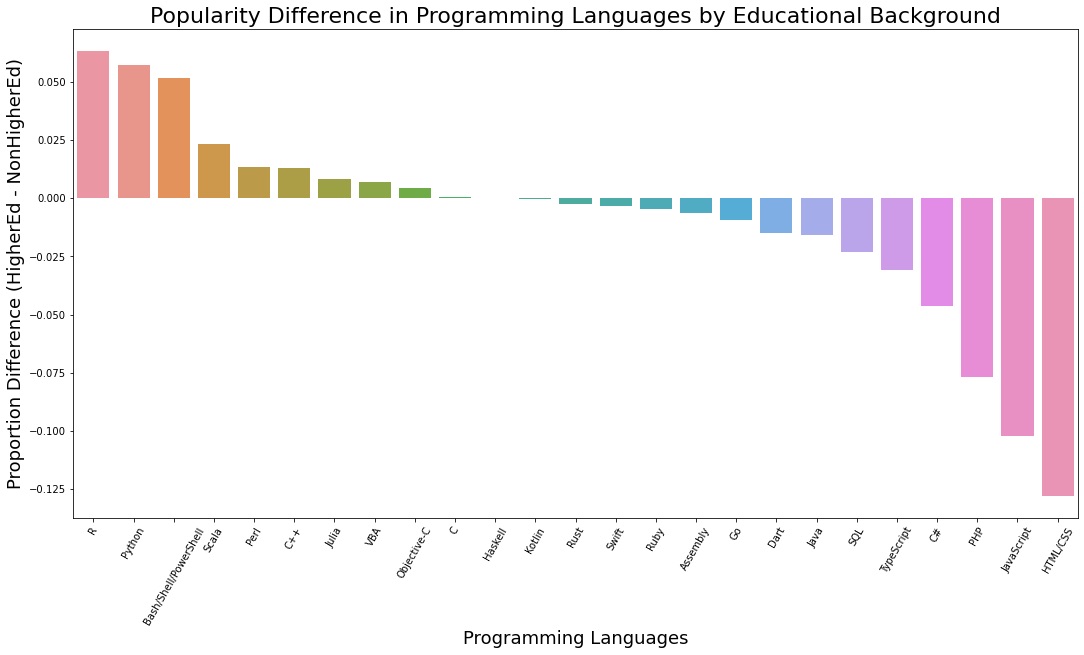 Popularity Difference in Programming Languages by Educational Background
Proportion Difference (HigherEd - NonHigherEd)
0.050
0.025
0.000
−0.025
−0.050
−0.075
−0.100
−0.125
R
Python
Bash/Shell/PowerShell
Scala
Perl
C++
Julia
VBA
Objective-C
C
Haskell
Kotlin
Rust
Swift
Ruby
Assembly
Go
Dart
Java
SQL
TypeScript
C#
PHP
JavaScript
HTML/CSS
Programming Languages